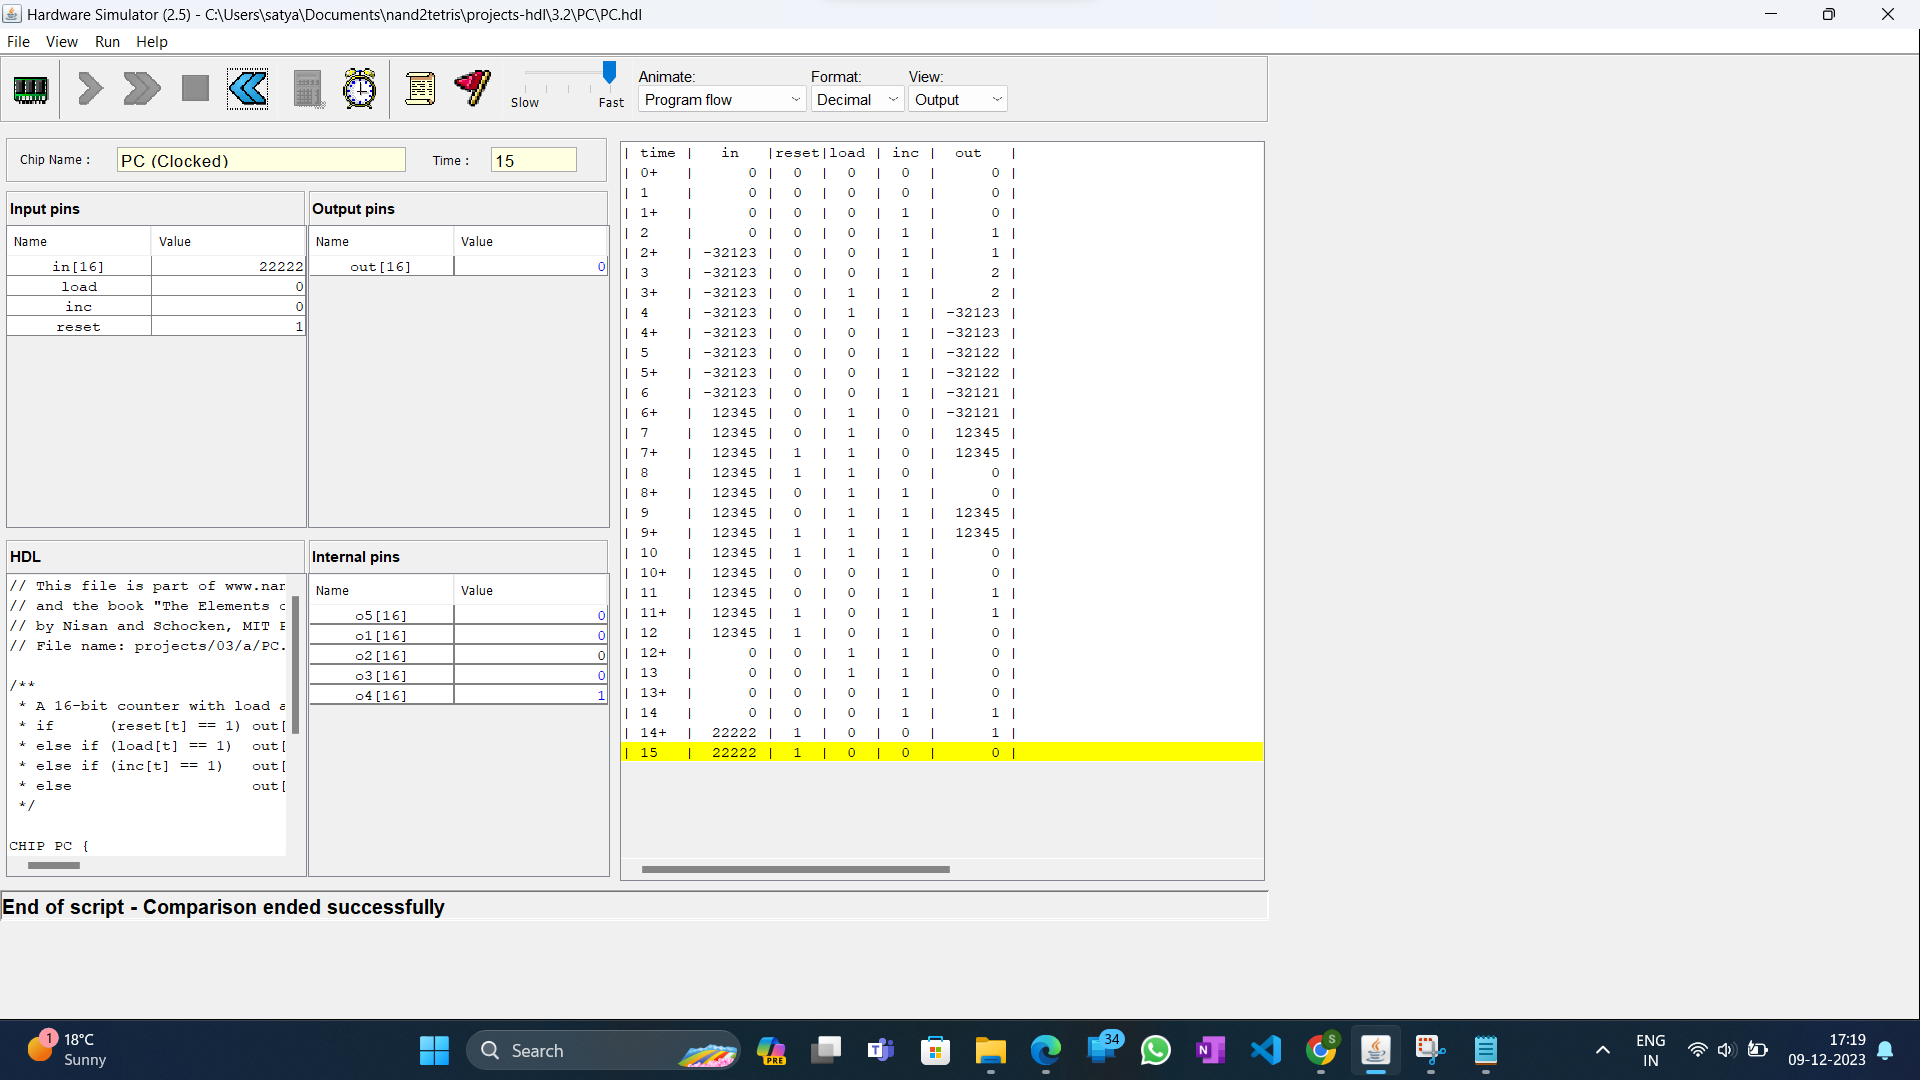 Hardware Simulator (2.5) - C:\Users\satya\Documents\nand2tetris\projects-hdl\3.2\PC\PC.hdl
File View Run Help
Animate: Format: View:
Slow Fast Program flow Decimal Output
Chip Name : PC (Clocked) Time : 15
Input pins
Name Value
in[16] 22222
load 0
inc 0
reset 1
Output pins
Name Value
out[16] 0
HDL
// This file is part of www.nan
// and the book "The Elements o
// by Nisan and Schocken, MIT P
// File name: projects/03/a/PC.
/**
* A 16-bit counter with load a
* if (reset[t] == 1) out[
* else if (load[t] == 1) out[
* else if (inc[t] == 1) out[
* else out[
*/
CHIP PC {
Internal pins
Name Value
o5[16] 0
o1[16] 0
o2[16] 0
o3[16] 0
o4[16] 1
| time | in |reset|load | inc | out |
| 0+ | 0 | 0 | 0 | 0 | 0 |
| 1 | 0 | 0 | 0 | 0 | 0 |
| 1+ | 0 | 0 | 0 | 1 | 0 |
| 2 | 0 | 0 | 0 | 1 | 1 |
| 2+ | -32123 | 0 | 0 | 1 | 1 |
| 3 | -32123 | 0 | 0 | 1 | 2 |
| 3+ | -32123 | 0 | 1 | 1 | 2 |
| 4 | -32123 | 0 | 1 | 1 | -32123 |
| 4+ | -32123 | 0 | 0 | 1 | -32123 |
| 5 | -32123 | 0 | 0 | 1 | -32122 |
| 5+ | -32123 | 0 | 0 | 1 | -32122 |
| 6 | -32123 | 0 | 0 | 1 | -32121 |
| 6+ | 12345 | 0 | 1 | 0 | -32121 |
| 7 | 12345 | 0 | 1 | 0 | 12345 |
| 7+ | 12345 | 1 | 1 | 0 | 12345 |
| 8 | 12345 | 1 | 1 | 0 | 0 |
| 8+ | 12345 | 0 | 1 | 1 | 0 |
| 9 | 12345 | 0 | 1 | 1 | 12345 |
| 9+ | 12345 | 1 | 1 | 1 | 12345 |
| 10 | 12345 | 1 | 1 | 1 | 0 |
| 10+ | 12345 | 0 | 0 | 1 | 0 |
| 11 | 12345 | 0 | 0 | 1 | 1 |
| 11+ | 12345 | 1 | 0 | 1 | 1 |
| 12 | 12345 | 1 | 0 | 1 | 0 |
| 12+ | 0 | 0 | 1 | 1 | 0 |
| 13 | 0 | 0 | 1 | 1 | 0 |
| 13+ | 0 | 0 | 0 | 1 | 0 |
| 14 | 0 | 0 | 0 | 1 | 1 |
| 14+ | 22222 | 1 | 0 | 0 | 1 |
| 15 | 22222 | 1 | 0 | 0 | 0 |
End of script - Comparison ended successfully
1 18°C
Sunny
Search
PRE
34
S
ENG
IN
17:19
09-12-2023